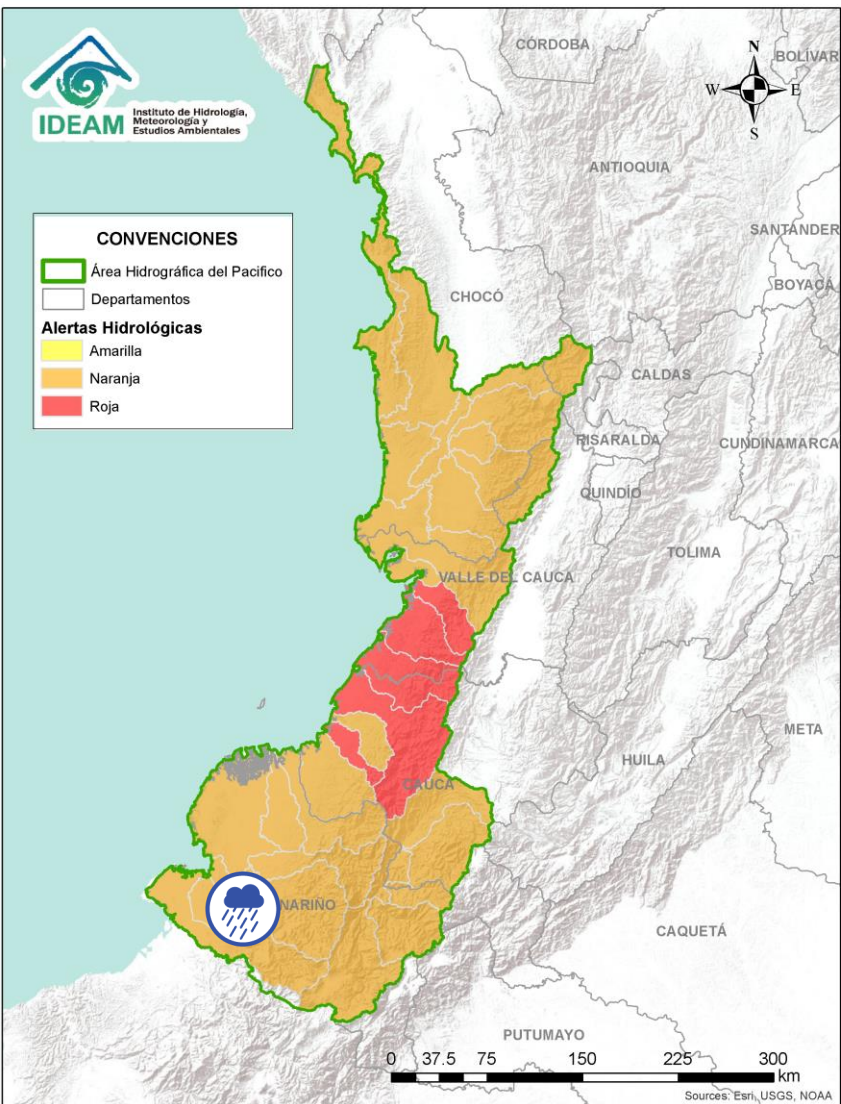 IDEAM
Instituto de Hidrología,
Meteorología y
Estudios Ambientales
CONVENCIONES
Área Hidrográfica del Pacifico
Departamentos
Alertas Hidrológicas
Amarilla
Naranja
Roja
N
W E
S
CÓRDOBA
BOLÍVAR
ANTIOQUIA
SANTANDER
BOYACÁ
CHOCÓ
CALDAS
RISARALDA
CUNDINAMARCA
QUINDÍO
TOLIMA
VALLE DEL CAUCA
META
HUILA
CAUCA
NARIÑO
CAQUETÁ
PUTUMAYO
0 37.5 75 150 225 300
km
Sources: Esri, USGS, NOAA